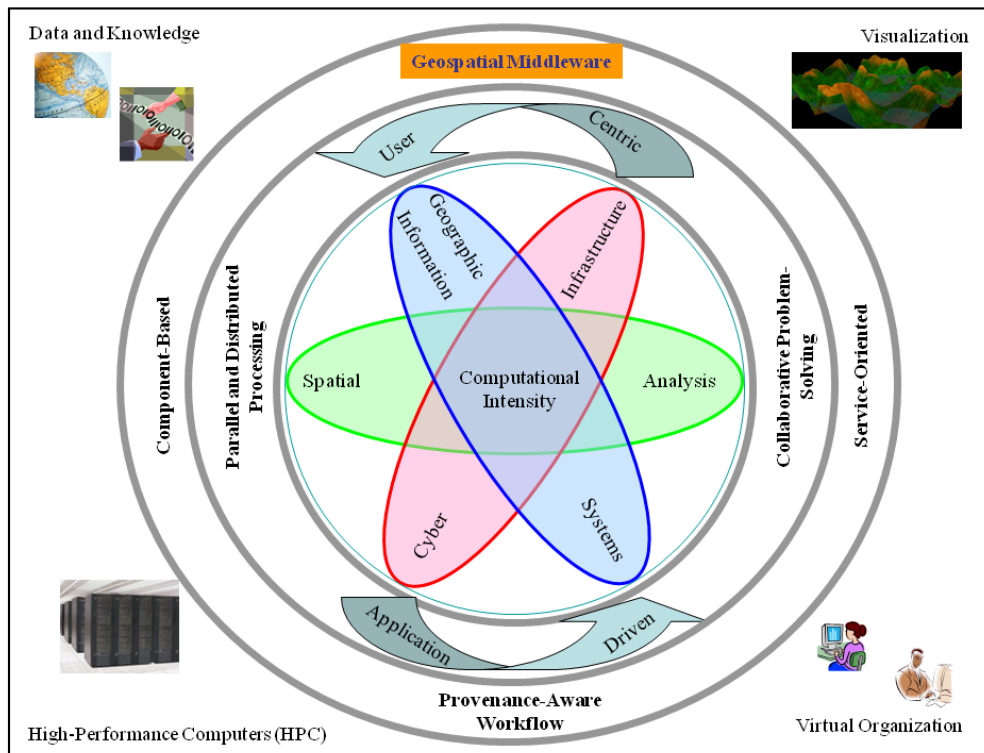 Data and Knowledge
Visualization
Geospatial Middleware
User
Centric
Geographic
Information
Infrastructure
Component-Based
Parallel and Distributed
Processing
Spatial
Computational
Intensity
Analysis
Collaborative Problem-
Solving
Service-Oriented
Cyber
Systems
Application
Driven
Provenance-Aware
Workflow
High-Performance Computers (HPC)
Virtual Organization